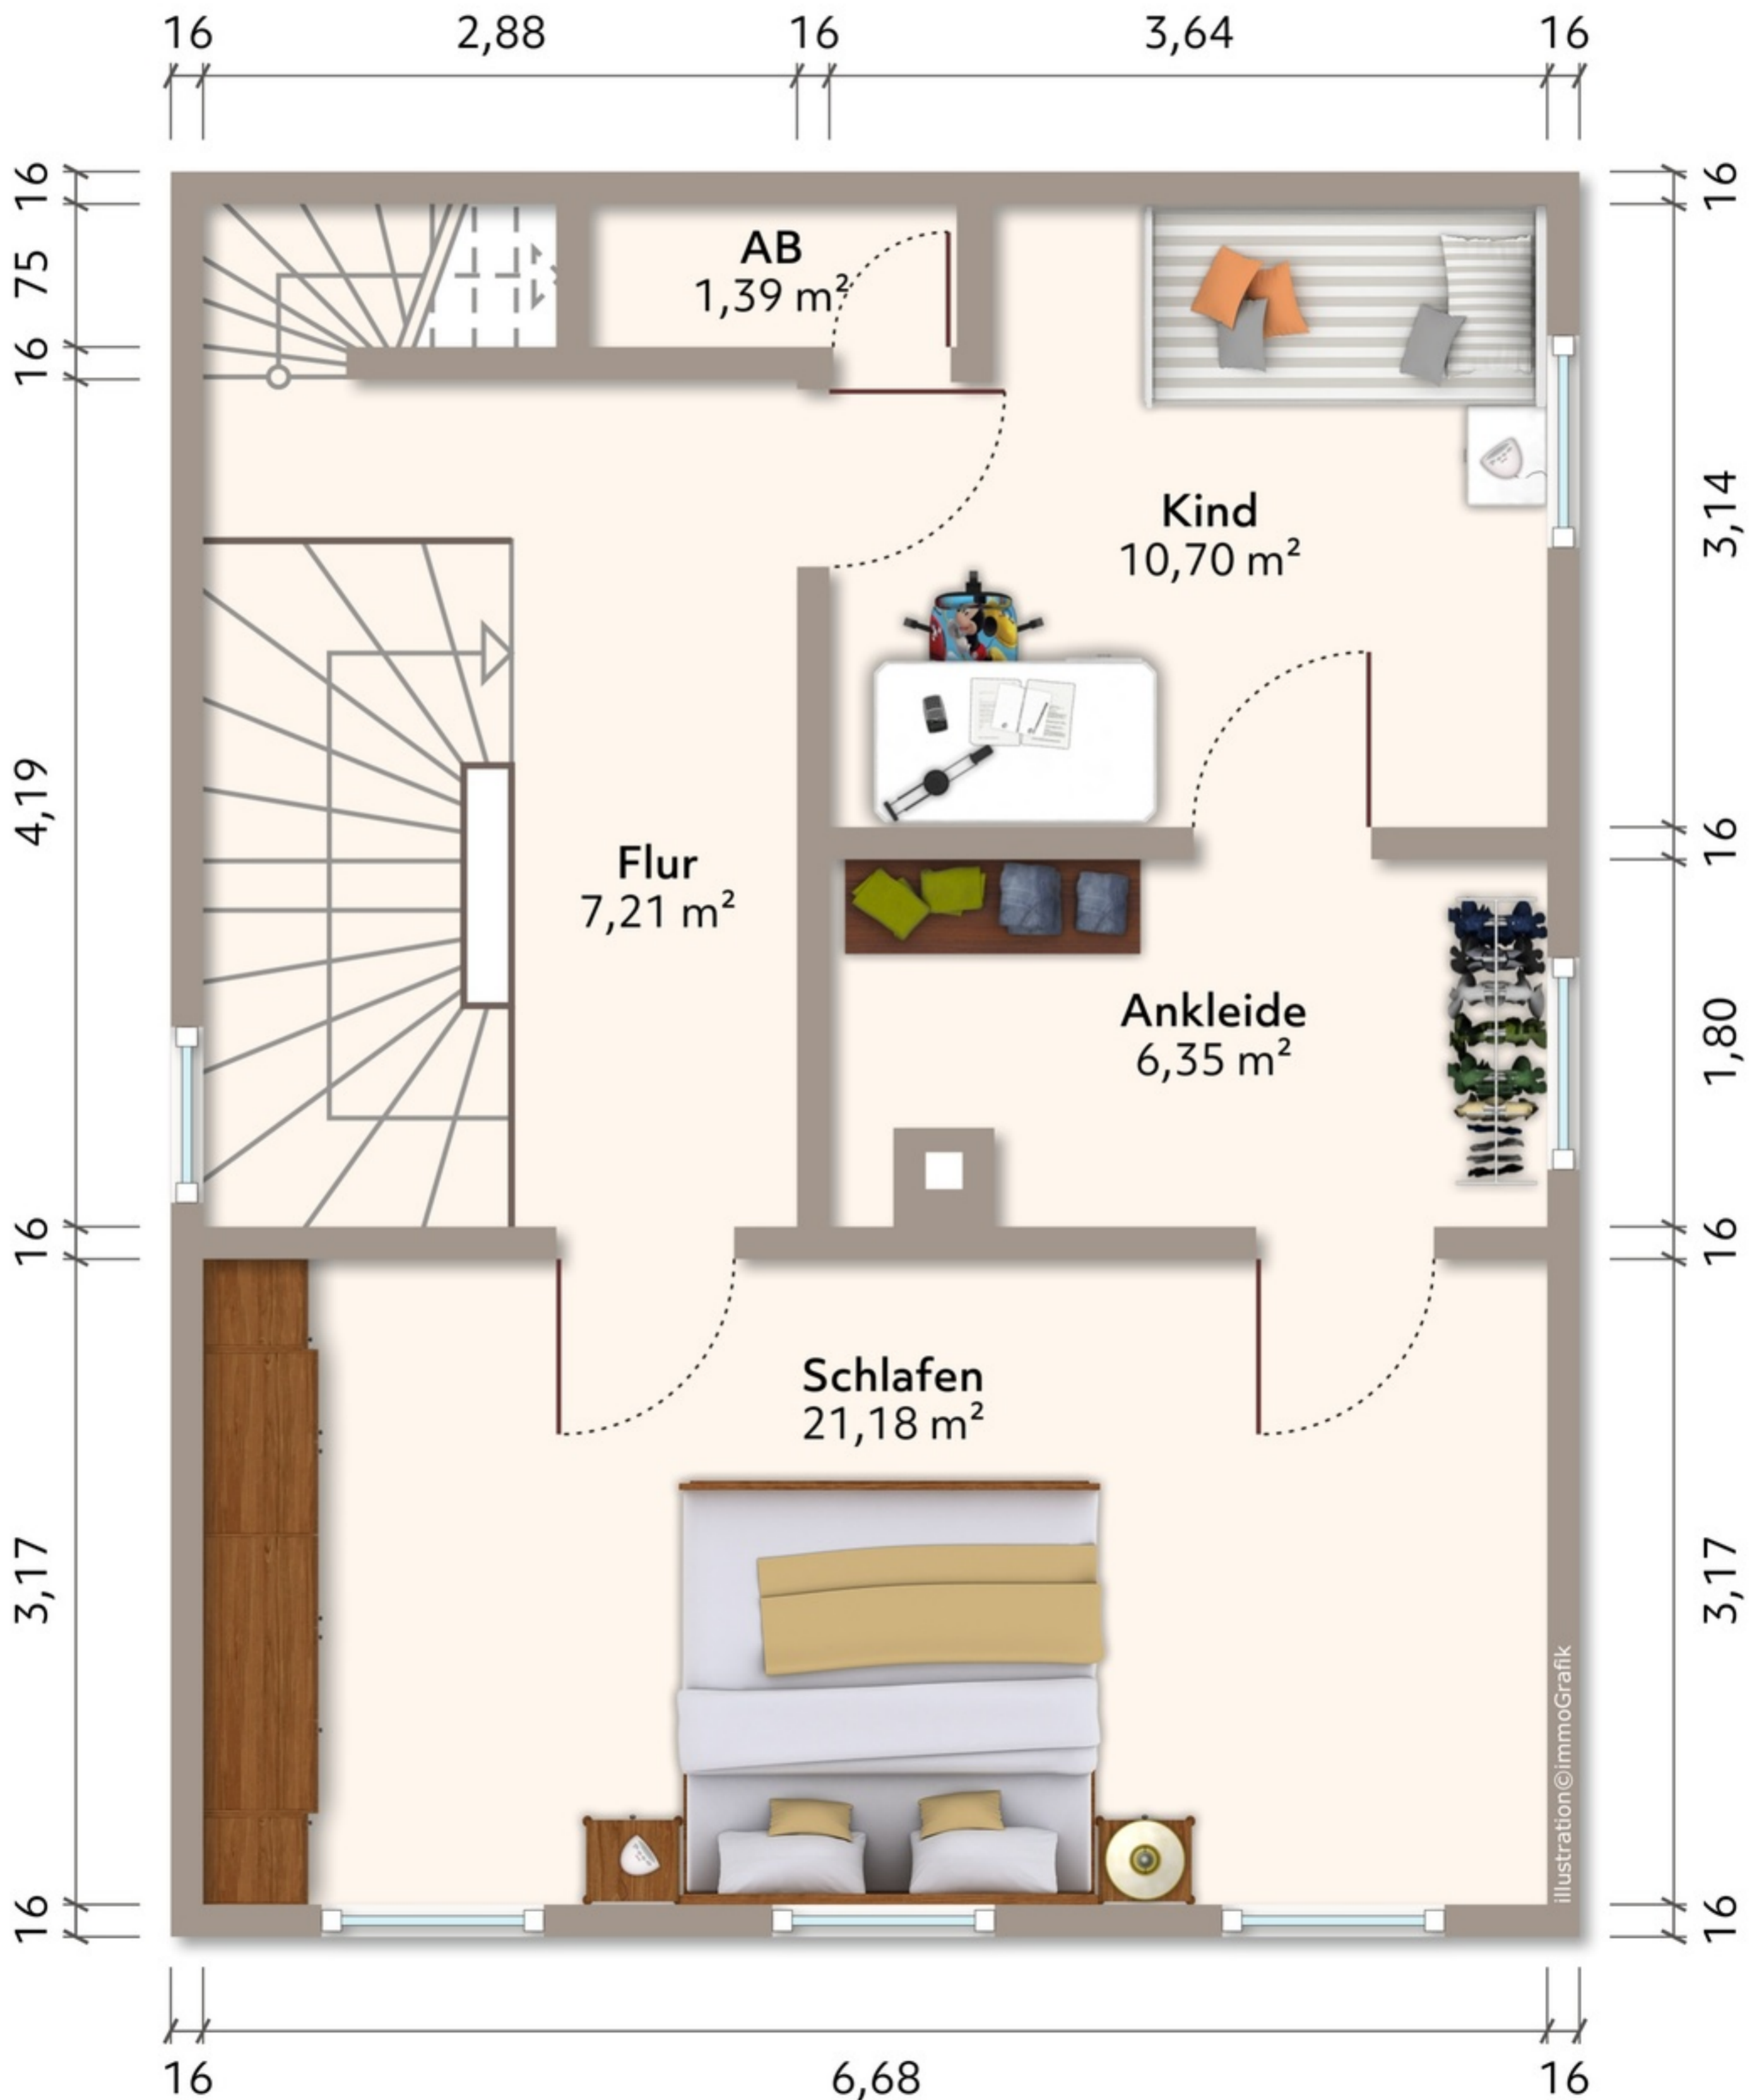 16 2,88 16 3,64 16
16
75
16
4,19
16
3,17
16
AB
1,39 m²
Kind
10,70 m²
Flur
7,21 m²
Ankleide
6,35 m²
Schlafen
21,18 m²
16
3,14
16
1,80
16
3,17
16
illustration©immoGrafik
16 6,68 16